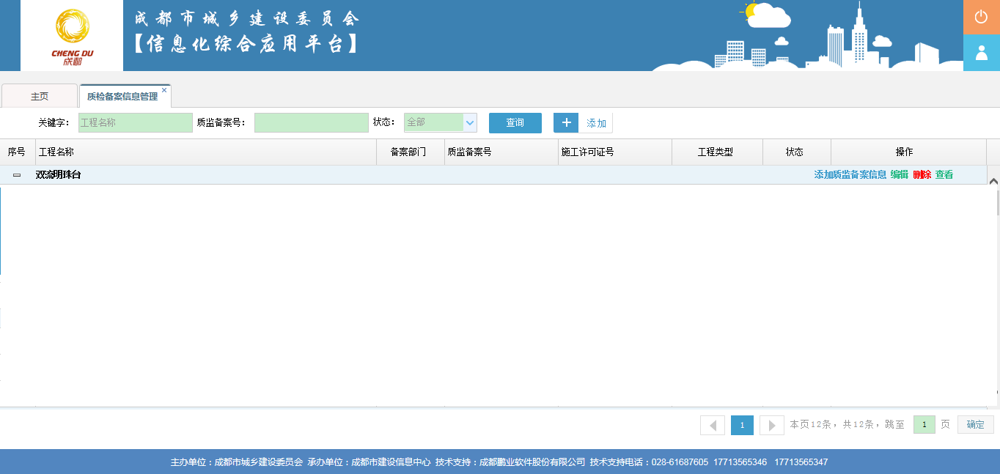 成都市城乡建设委员会
【信息化综合应用平台】
CHENG DU
成都
主页 质检备案信息管理 ×
关键字： 工程名称 质监备案号： 状态： 全部 查询 + 添加
序号 工程名称 备案部门 质监备案号 施工许可证号 工程类型 状态 操作
双流明珠台 添加质监备案信息 编辑 删除 查看
1 本页12条，共12条，跳至 1 页 确定
主办单位：成都市城乡建设委员会 承办单位：成都市建设信息中心 技术支持：成都鹏业软件股份有限公司 技术支持电话：028-61687605 17713565346 17713565347